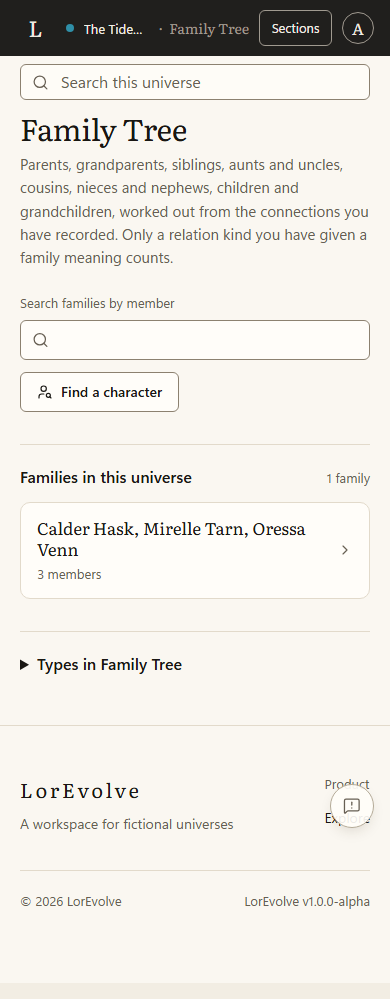 L
The Tide... · Family Tree
Sections
A
Search this universe
Family Tree
Parents, grandparents, siblings, aunts and uncles,
cousins, nieces and nephews, children and
grandchildren, worked out from the connections you
have recorded. Only a relation kind you have given a
family meaning counts.
Search families by member
Find a character
Families in this universe
1 family
Calder Hask, Mirelle Tarn, Oressa
Venn
3 members
Types in Family Tree
LorEvolve
A workspace for fictional universes
Product
Explore
© 2026 LorEvolve
LorEvolve v1.0.0-alpha